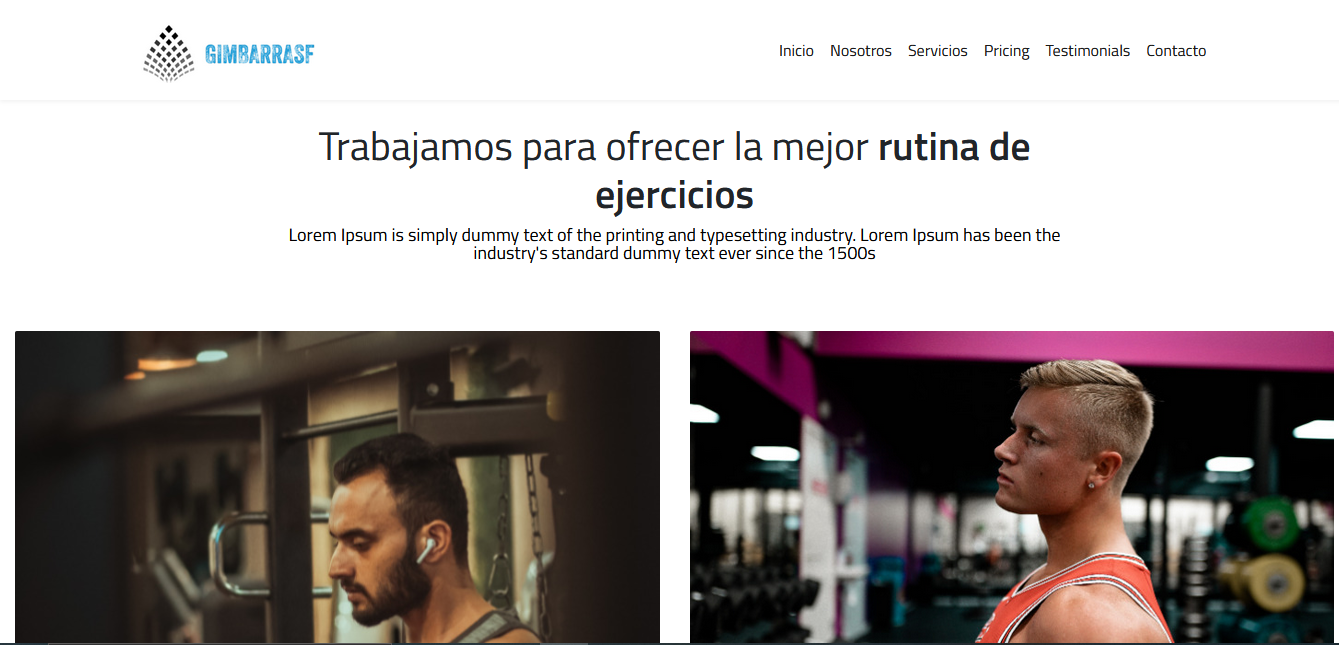 GIMBARRASF
Inicio Nosotros Servicios Pricing Testimonials Contacto
Trabajamos para ofrecer la mejor rutina de
ejercicios
Lorem Ipsum is simply dummy text of the printing and typesetting industry. Lorem Ipsum has been the
industry's standard dummy text ever since the 1500s